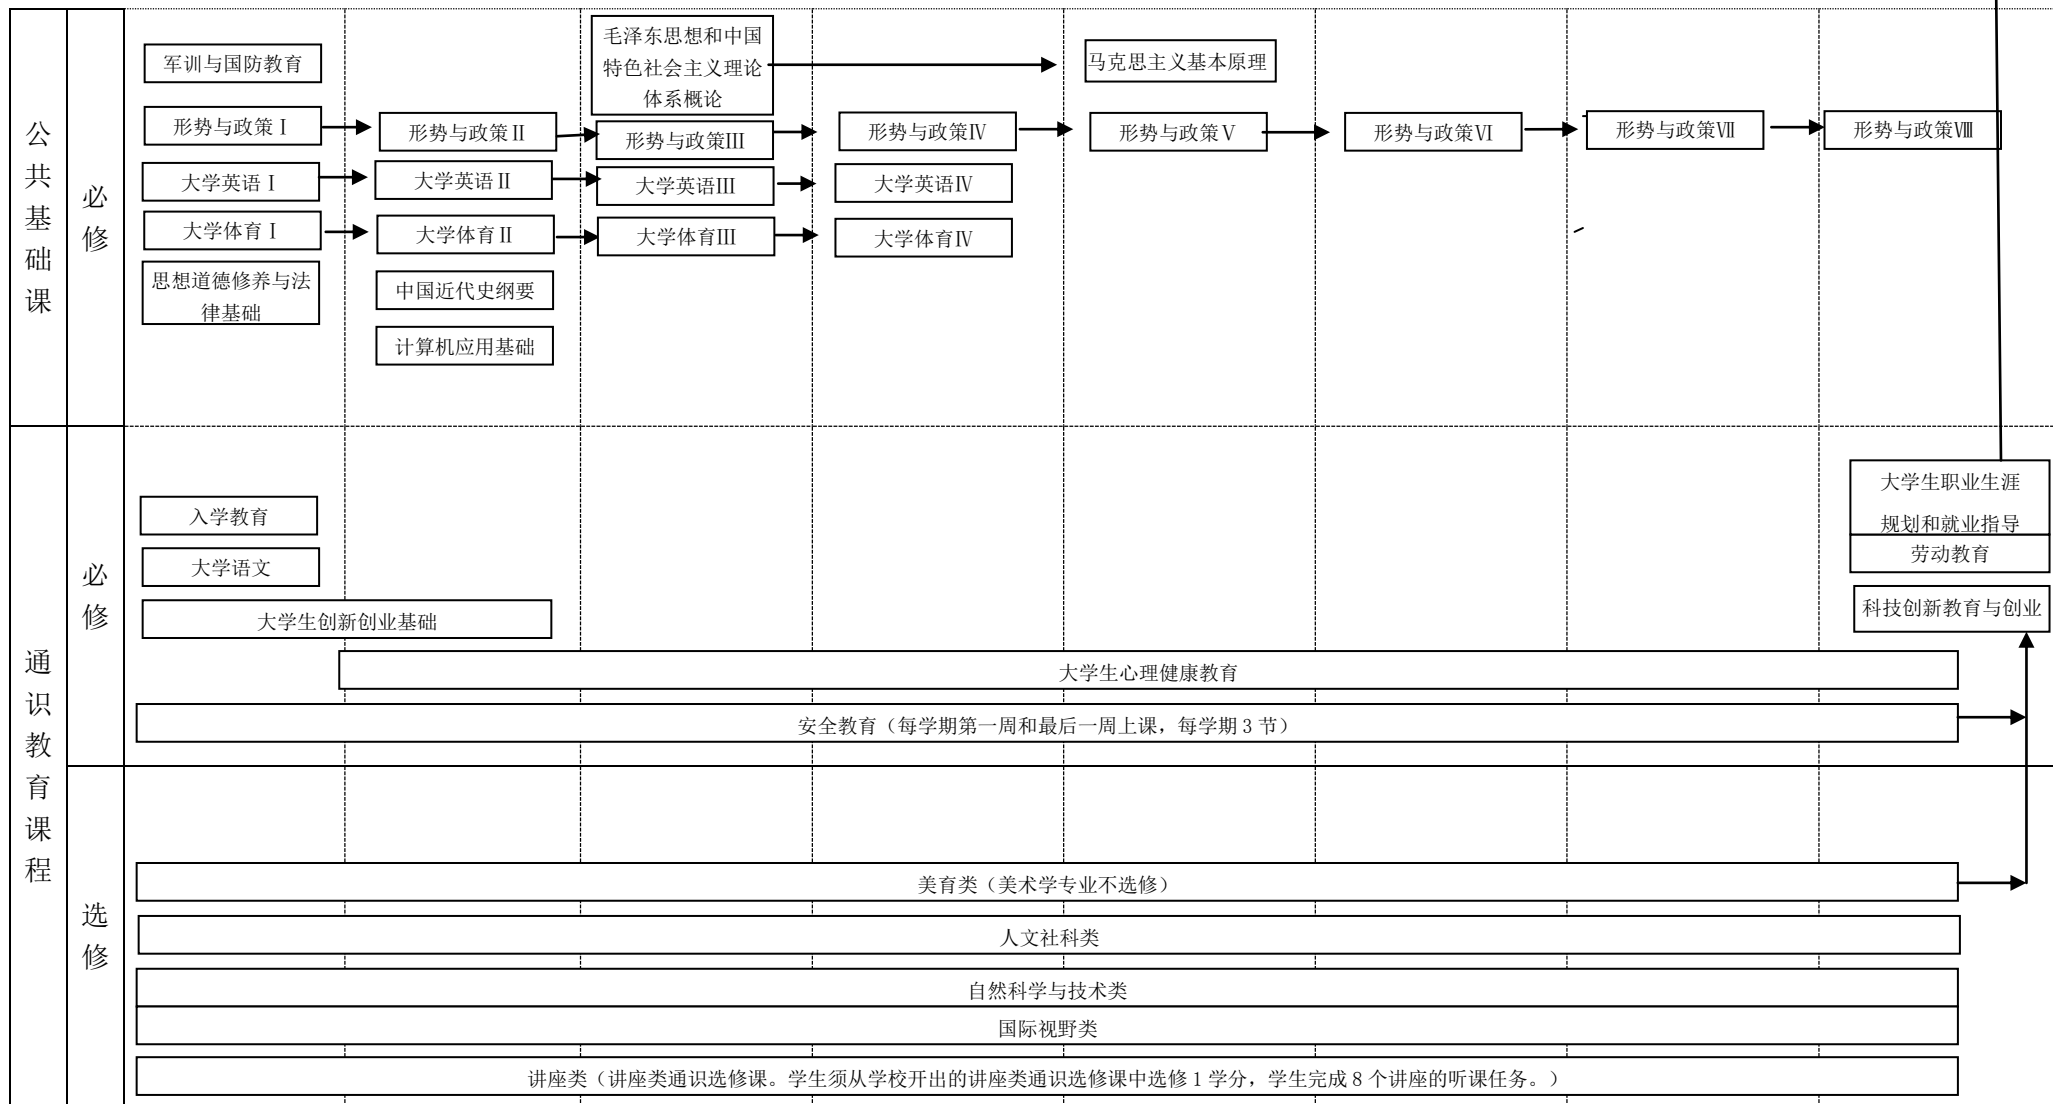 公共基础课
必修
军训与国防教育
毛泽东思想和中国
特色社会主义理论
体系概论
马克思主义基本原理
形势与政策Ⅰ
形势与政策Ⅱ
形势与政策Ⅲ
形势与政策Ⅳ
形势与政策Ⅴ
形势与政策Ⅵ
形势与政策Ⅶ
形势与政策Ⅷ
大学英语Ⅰ
大学英语Ⅱ
大学英语Ⅲ
大学英语Ⅳ
大学体育Ⅰ
大学体育Ⅱ
大学体育Ⅲ
大学体育Ⅳ
思想道德修养与法
律基础
中国近代史纲要
计算机应用基础
通识教育课程
必修
入学教育
大学语文
大学生创新创业基础
大学生职业生涯
规划和就业指导
劳动教育
科技创新教育与创业
大学生心理健康教育
安全教育（每学期第一周和最后一周上课，每学期 3 节）
选修
美育类（美术学专业不选修）
人文社科类
自然科学与技术类
国际视野类
讲座类（讲座类通识选修课。学生须从学校开出的讲座类通识选修课中选修 1 学分，学生完成 8 个讲座的听课任务。）